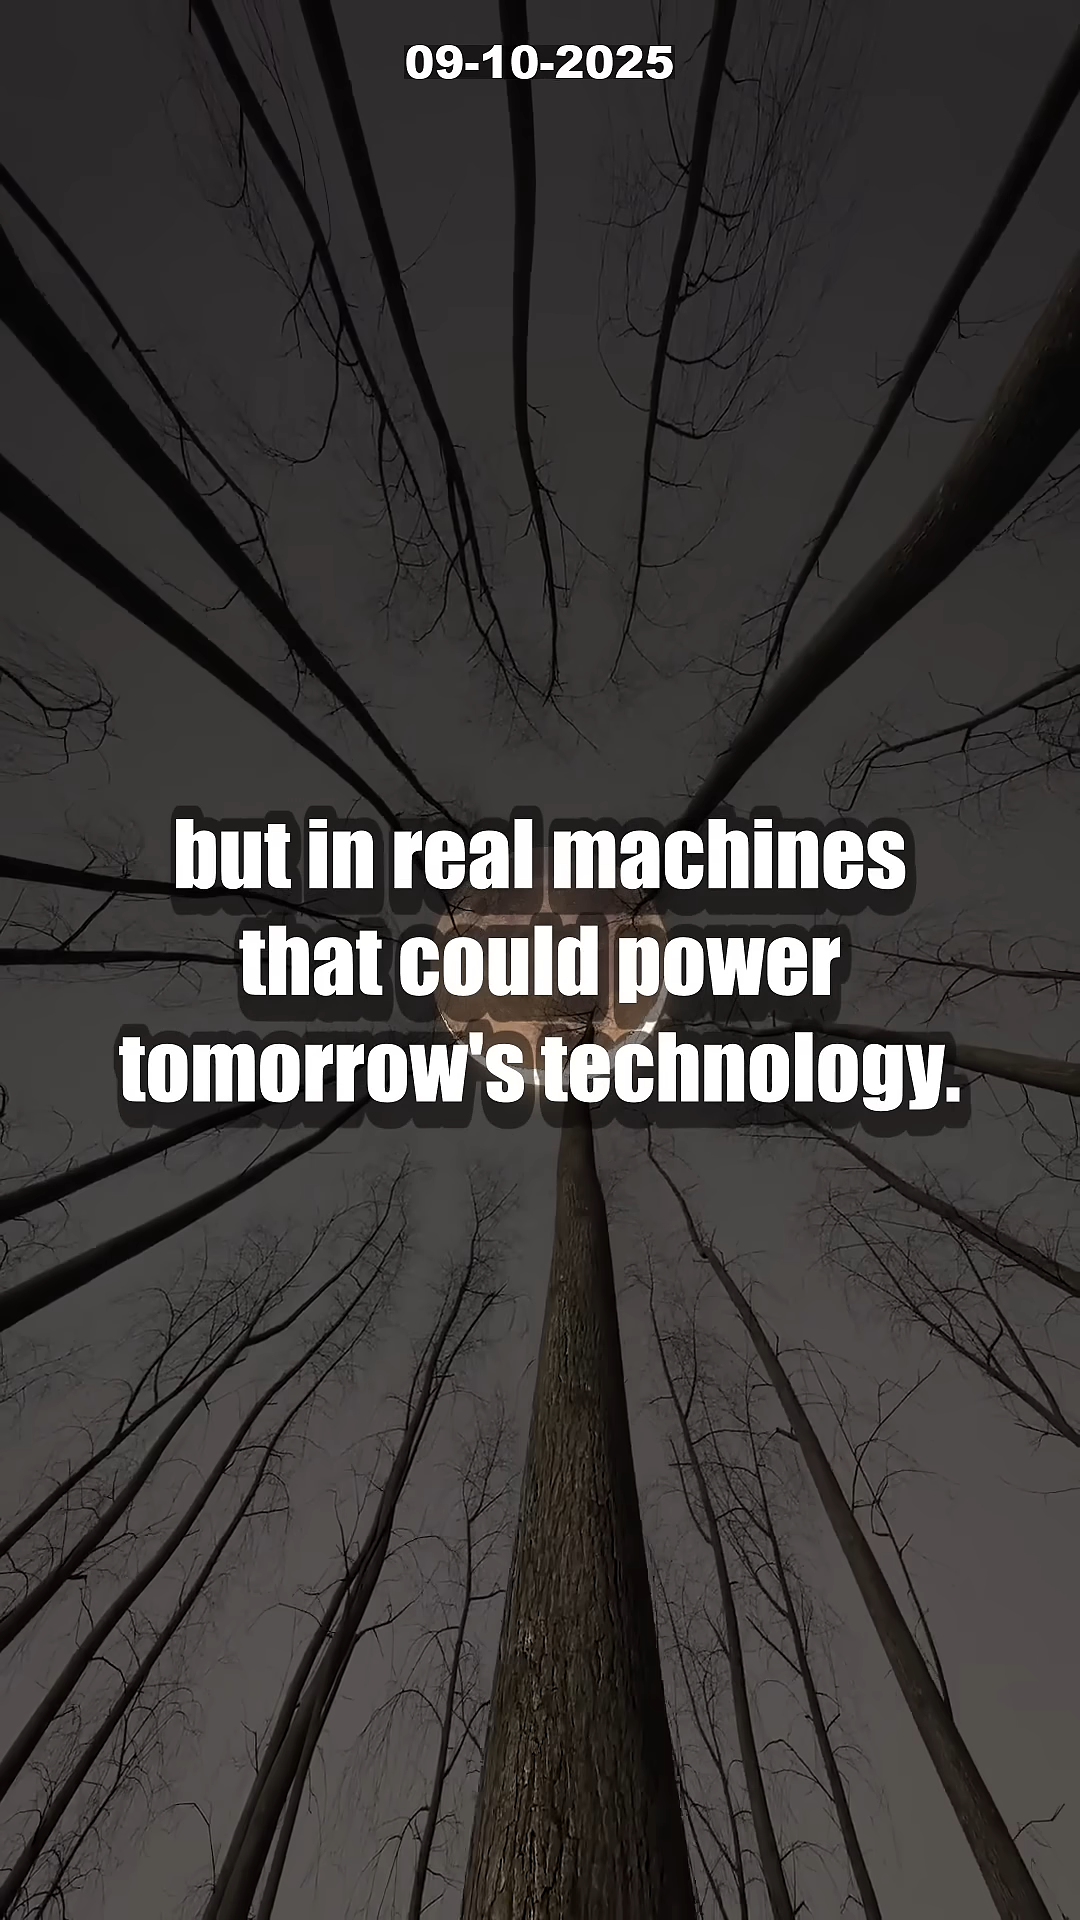 09-10-2025
but in real machines
that could power
tomorrow's technology.